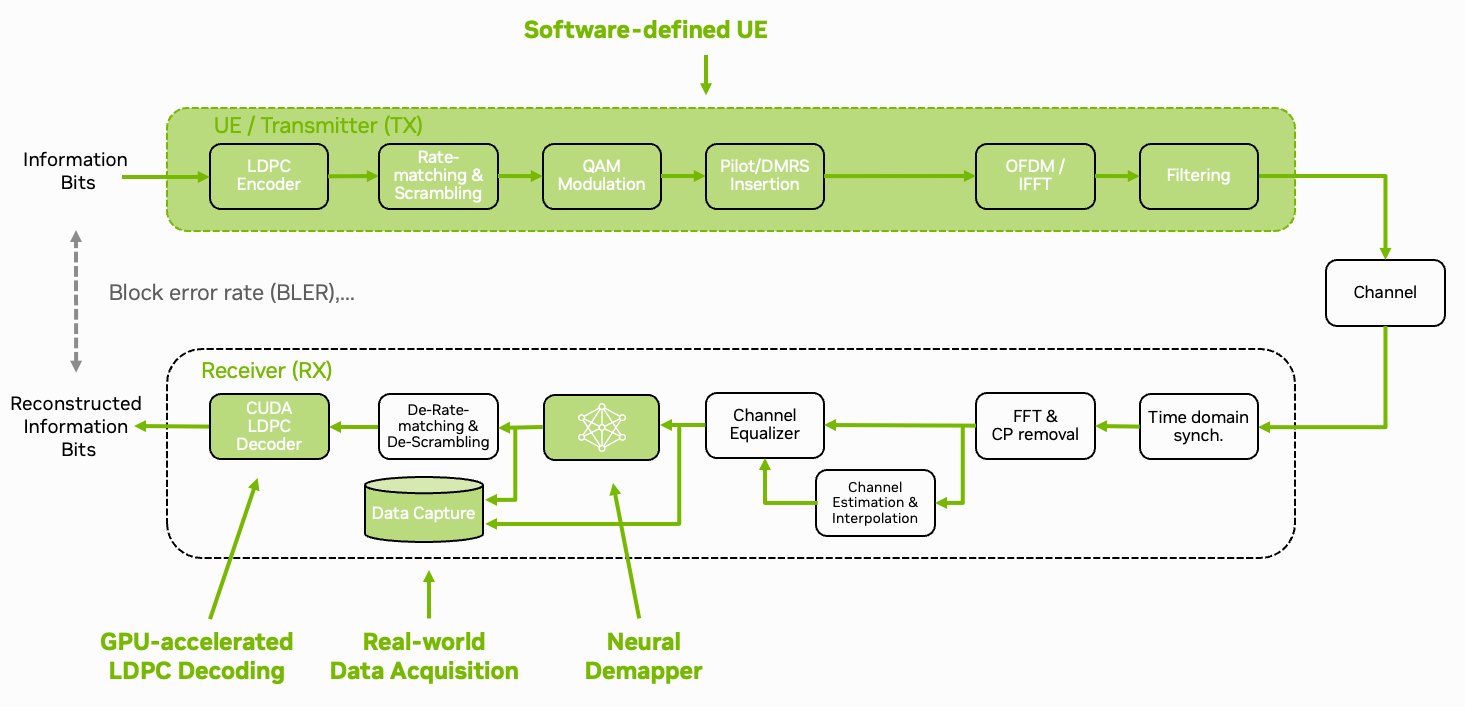 Software-defined UE
UE / Transmitter (TX)
Information
Bits
LDPC
Encoder
Rate-
matching &
Scrambling
QAM
Modulation
Pilot/DMRS
Insertion
OFDM /
IFFT
Filtering
Channel
Block error rate (BLER),...
Receiver (RX)
Reconstructed
Information
Bits
CUDA
LDPC
Decoder
De-Rate-
matching &
De-Scrambling
Channel
Equalizer
FFT &
CP removal
Time domain
synch.
Data Capture
Channel
Estimation &
Interpolation
GPU-accelerated
LDPC Decoding
Real-world
Data Acquisition
Neural
Demapper